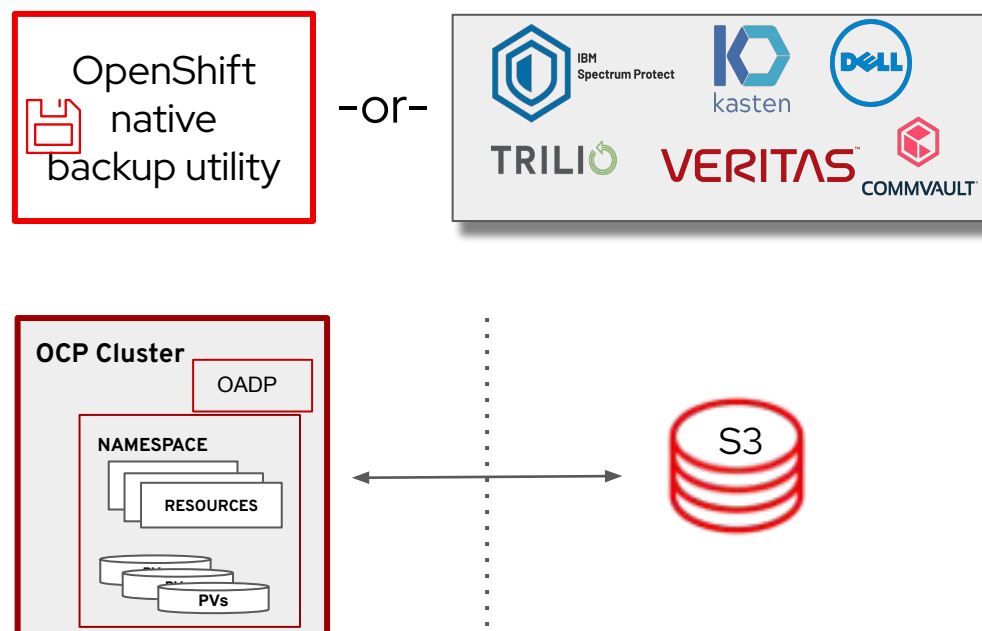 OpenShift
native
backup utility
-or-
IBM
Spectrum Protect
kasten
DELL
TRILIO
VERITAS™
COMMVAULT
OCP Cluster
OADP
NAMESPACE
RESOURCES
PVs
S3